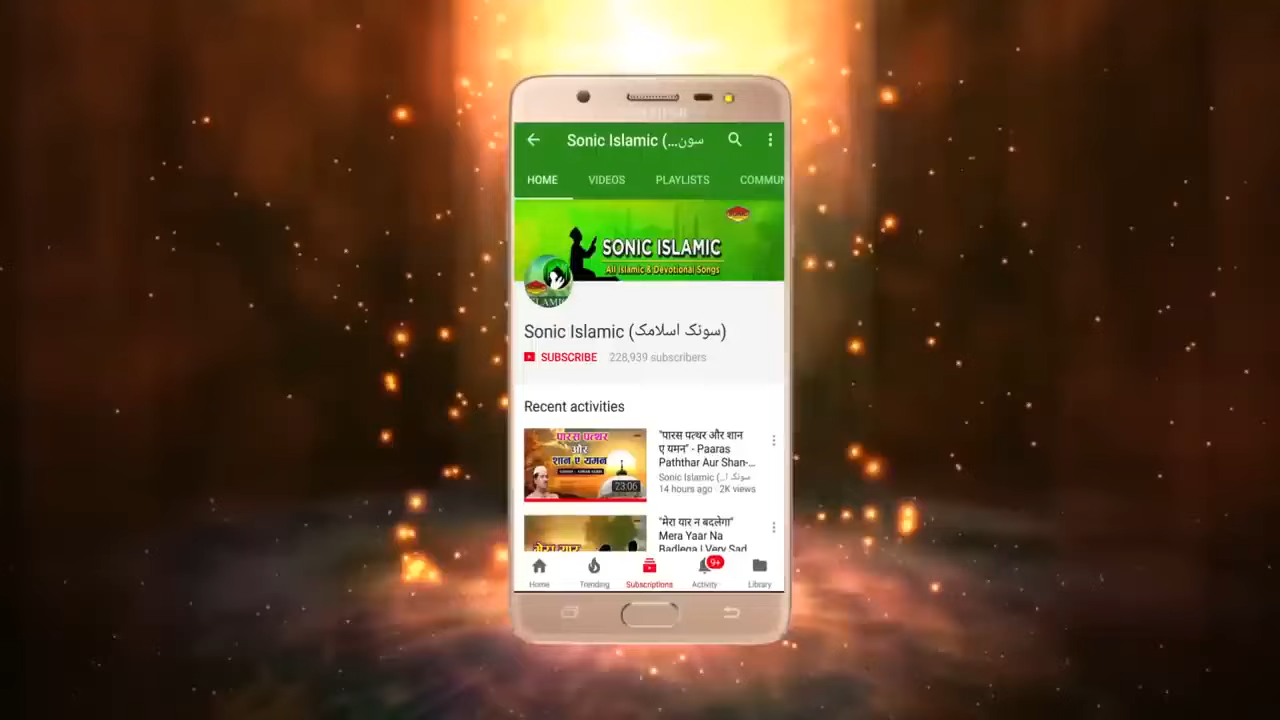 Sonic Islamic (...سون
HOME VIDEOS PLAYLISTS COMMUN
SONIC ISLAMIC
All Islamic & Devotional Songs
Sonic Islamic (سونک اسلامک)
SUBSCRIBE 228,939 subscribers
Recent activities
पारस पत्थर
और
शान ए यमन
23:06
"पारस पत्थर और शान
ए यमन" - Paaras
Paththar Aur Shan-...
Sonic Islamic (...سونک ا
14 hours ago · 2K views
मेरा यार
"मेरा यार न बदलेगा"
Mera Yaar Na
Badlega | Very Sad
9+
Home Trending Subscriptions Activity Library